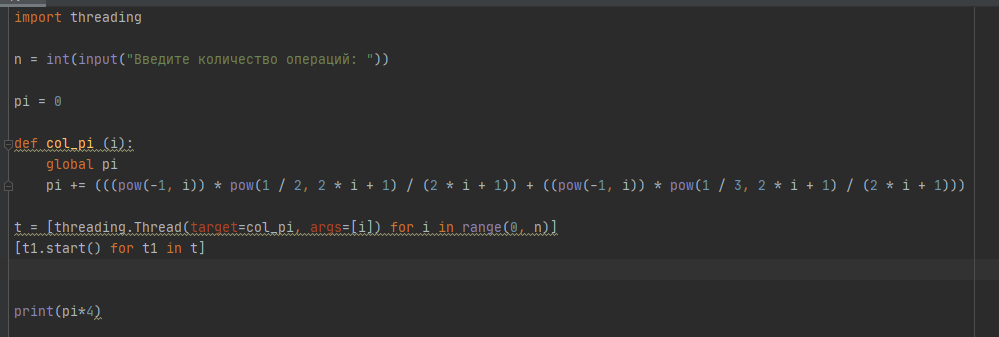 import threading
n = int(input("Введите количество операций: "))
pi = 0
def col_pi (i):
global pi
pi += (((pow(-1, i)) * pow(1 / 2, 2 * i + 1) / (2 * i + 1)) + ((pow(-1, i)) * pow(1 / 3, 2 * i + 1) / (2 * i + 1)))
t = [threading.Thread(target=col_pi, args=[i]) for i in range(0, n)]
[t1.start() for t1 in t]
print(pi*4)